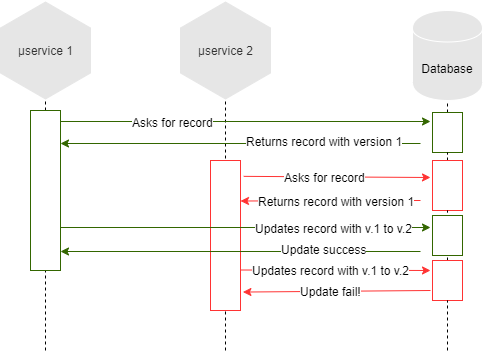 µservice 1
µservice 2
Database
Asks for record
Returns record with version 1
Asks for record
Returns record with version 1
Updates record with v.1 to v.2
Update success
Updates record with v.1 to v.2
Update fail!